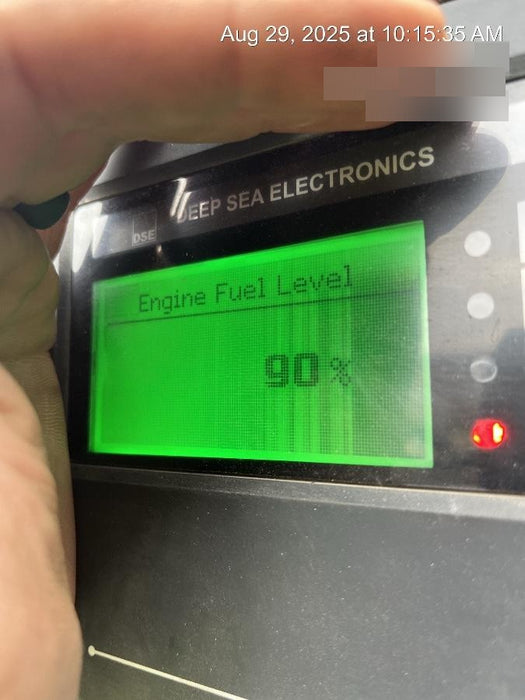 Aug 29, 2025 at 10:15:35 AM
DEEP SEA ELECTRONICS
DSE
Engine Fuel Level
90 %